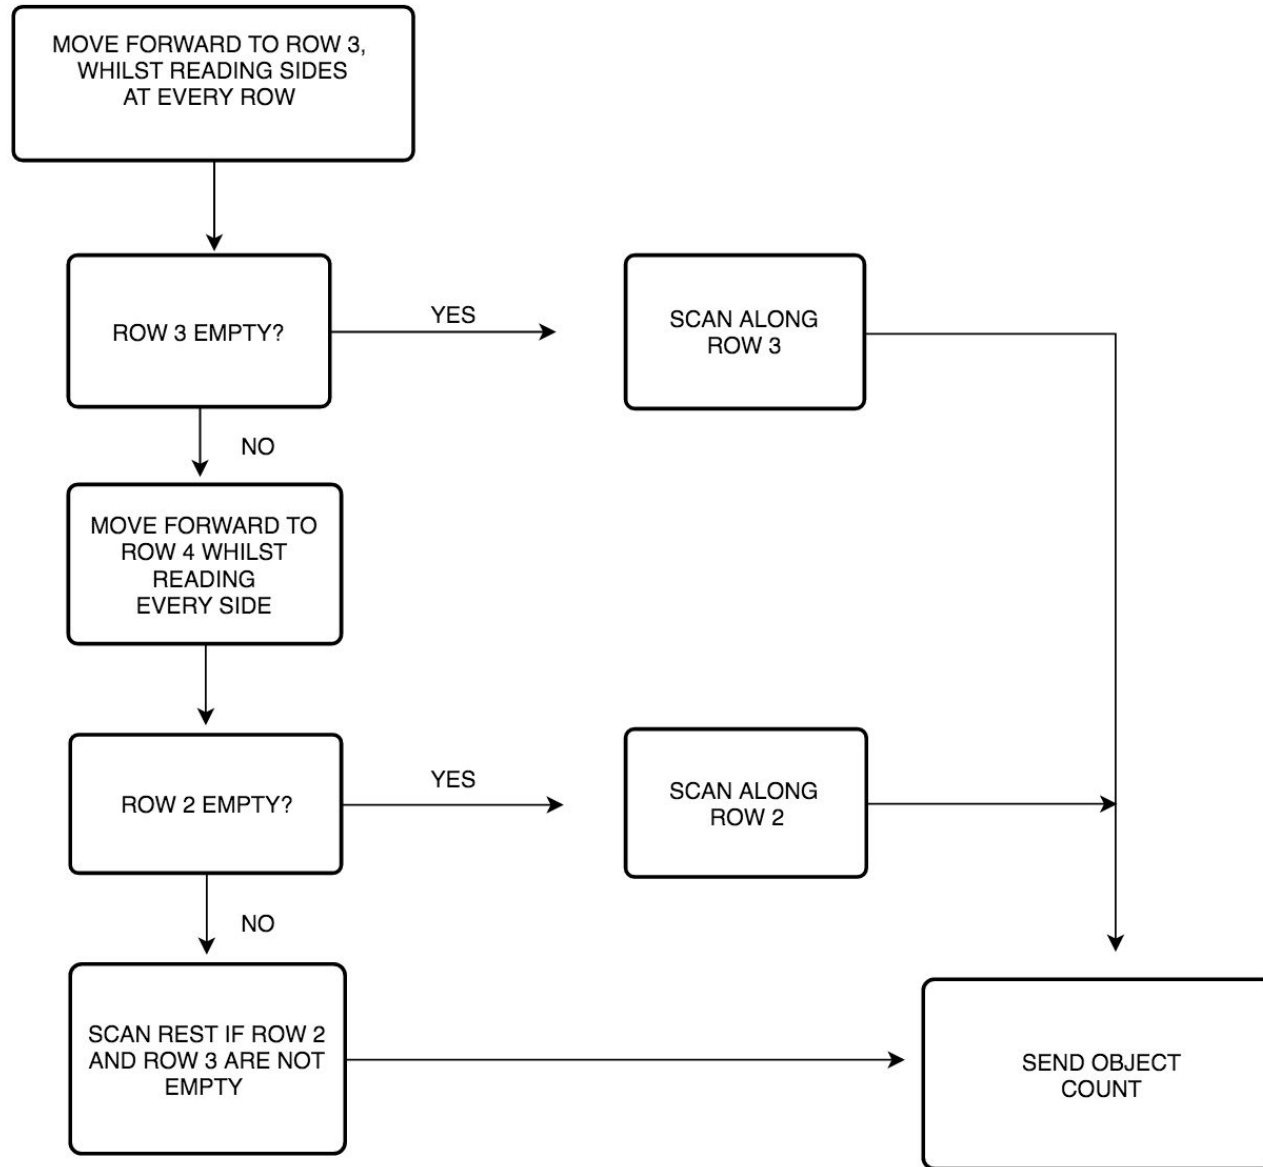 MOVE FORWARD TO ROW 3,
WHILST READING SIDES
AT EVERY ROW
ROW 3 EMPTY?
YES
SCAN ALONG
ROW 3
NO
MOVE FORWARD TO
ROW 4 WHILST
READING
EVERY SIDE
ROW 2 EMPTY?
YES
SCAN ALONG
ROW 2
NO
SCAN REST IF ROW 2
AND ROW 3 ARE NOT
EMPTY
SEND OBJECT
COUNT